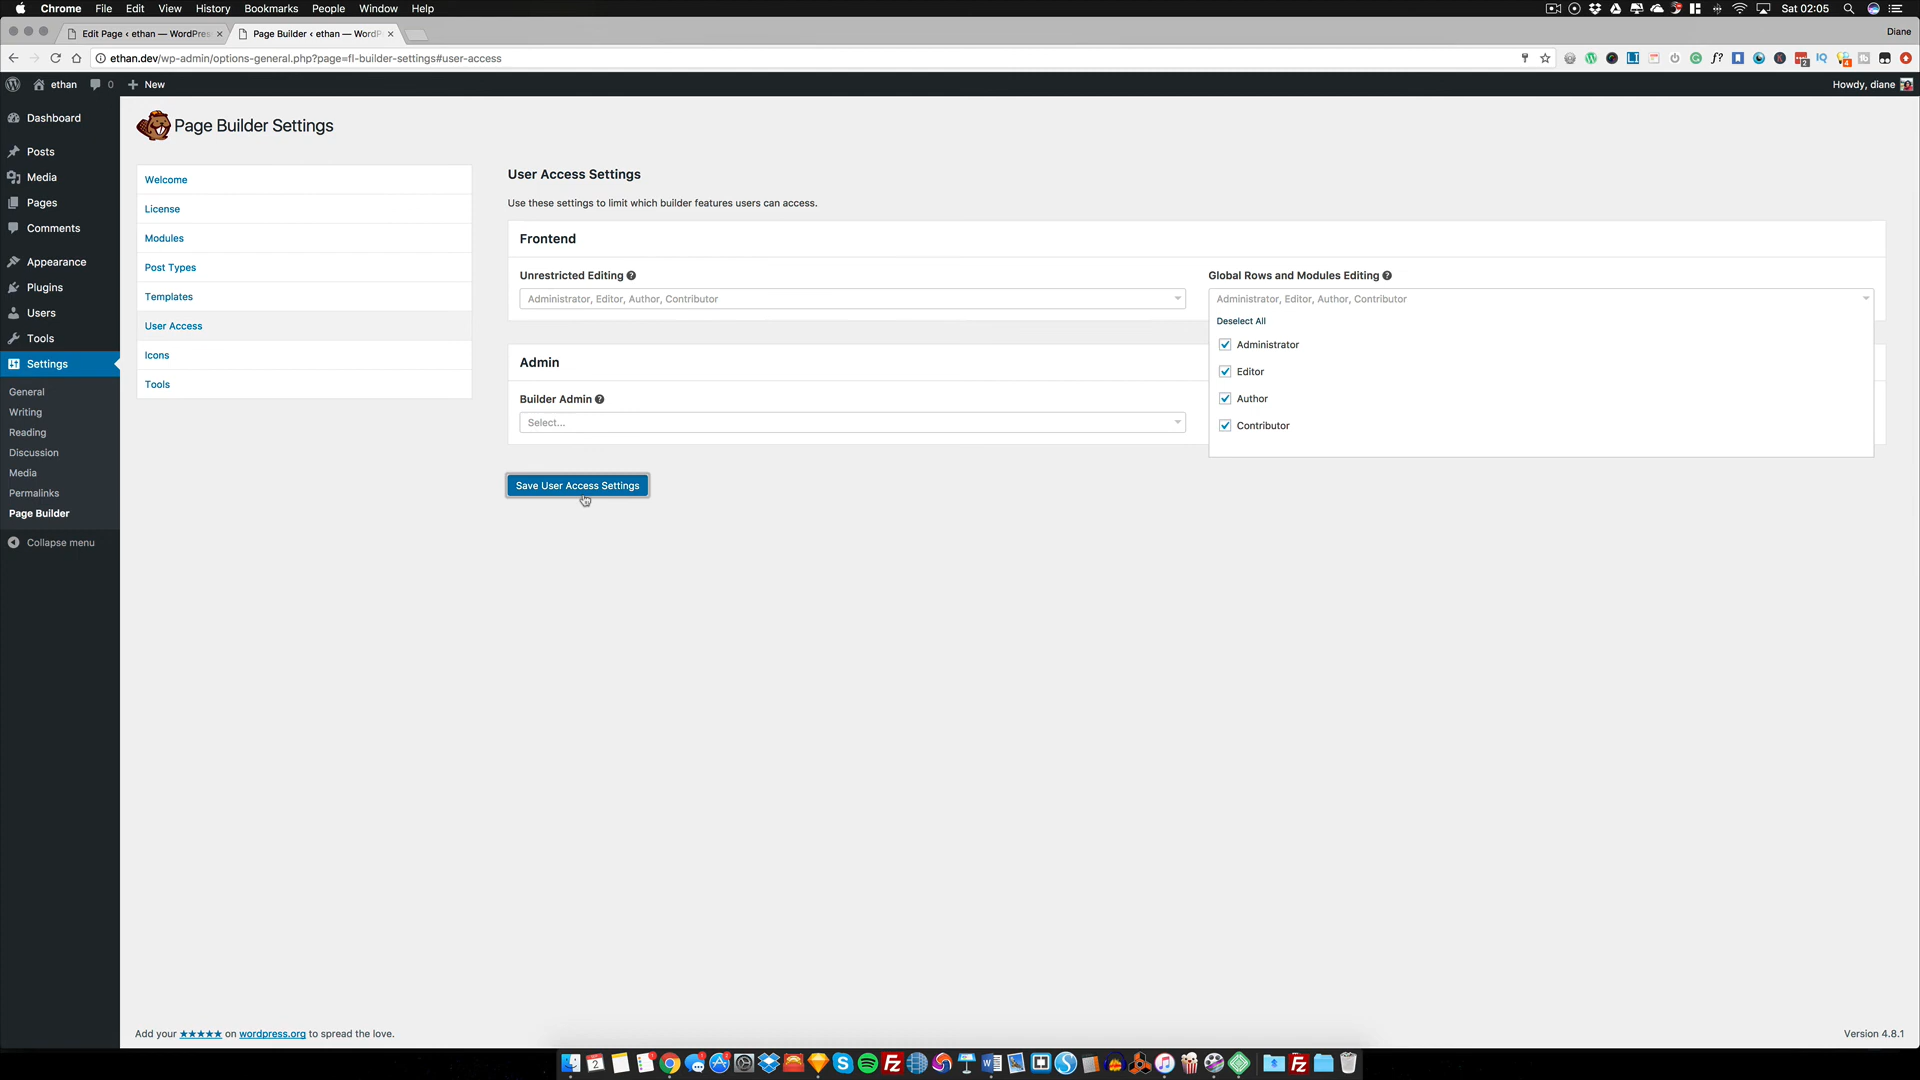 Chrome File Edit View History Bookmarks People Window Help Sat 02:05
Edit Page ‹ ethan — WordPres × Page Builder ‹ ethan — WordP × Diane
ethan.dev/wp-admin/options-general.php?page=fl-builder-settings#user-access
ethan 0 + New Howdy, diane
Dashboard
Posts
Media
Pages
Comments
Appearance
Plugins
Users
Tools
Settings
General
Writing
Reading
Discussion
Media
Permalinks
Page Builder
Collapse menu
Page Builder Settings
Welcome
License
Modules
Post Types
Templates
User Access
Icons
Tools
User Access Settings
Use these settings to limit which builder features users can access.
Frontend
Unrestricted Editing ?
Administrator, Editor, Author, Contributor
Global Rows and Modules Editing ?
Administrator, Editor, Author, Contributor
Deselect All
Administrator
Editor
Author
Contributor
Admin
Builder Admin ?
Select...
Save User Access Settings
Add your ★★★★★ on wordpress.org to spread the love.
Version 4.8.1